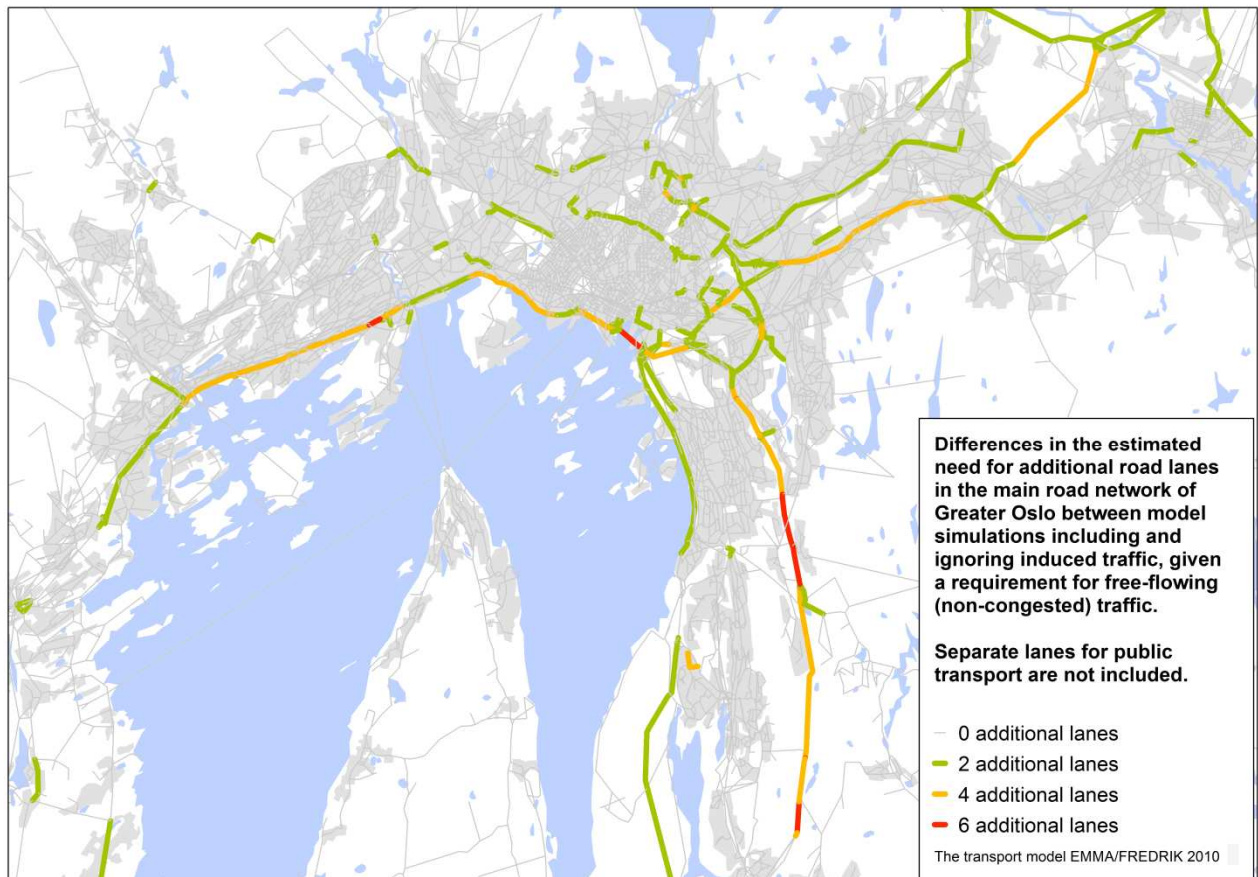 Differences in the estimated
need for additional road lanes
in the main road network of
Greater Oslo between model
simulations including and
ignoring induced traffic, given
a requirement for free-flowing
(non-congested) traffic.
Separate lanes for public
transport are not included.
0 additional lanes
2 additional lanes
4 additional lanes
6 additional lanes
The transport model EMMA/FREDRIK 2010